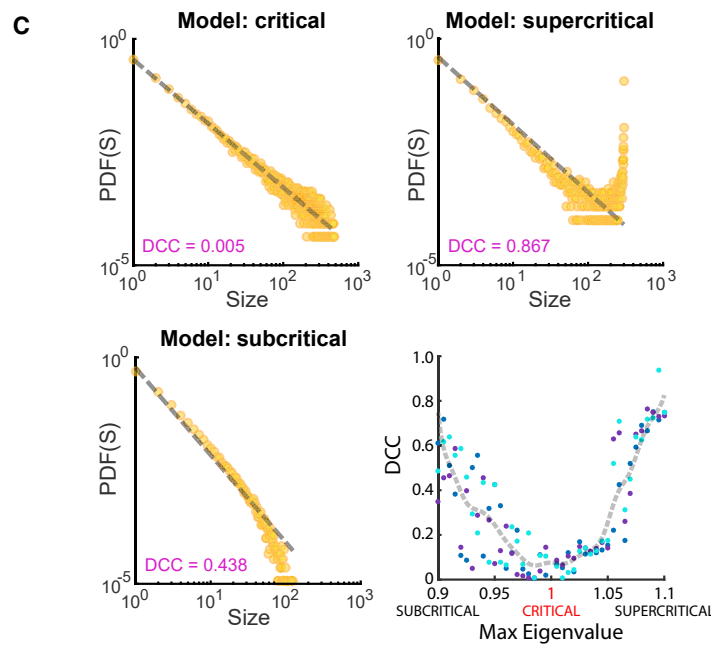 C
Model: critical
10^0
PDF(S)
DCC = 0.005
10^-5
10^0 10^1 10^2 10^3
Size
Model: supercritical
10^0
PDF(S)
DCC = 0.867
10^-5
10^0 10^1 10^2 10^3
Size
Model: subcritical
10^0
PDF(S)
DCC = 0.438
10^-5
10^0 10^1 10^2 10^3
Size
1.0
0.8
0.6
0.4
0.2
0
DCC
0.9 0.95 1 1.05 1.1
SUBCRITICAL CRITICAL SUPERCRITICAL
Max Eigenvalue